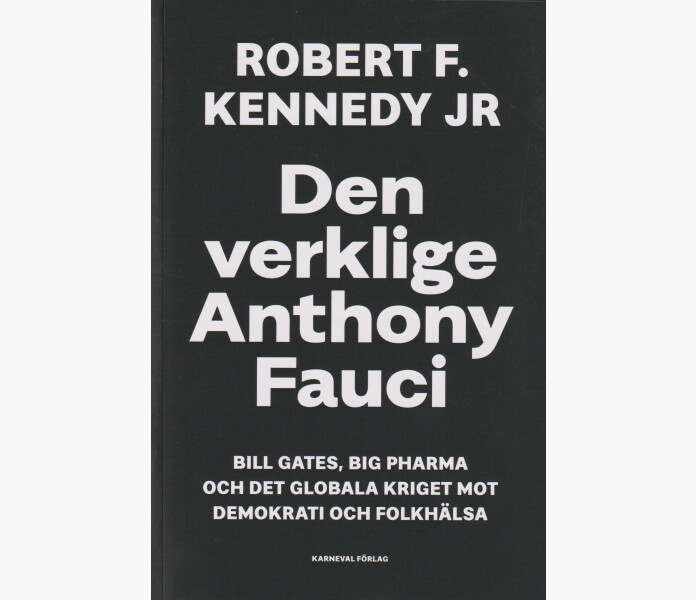 ROBERT F.
KENNEDY JR
Den
verklige
Anthony
Fauci
BILL GATES, BIG PHARMA
OCH DET GLOBALA KRIGET MOT
DEMOKRATI OCH FOLKHÄLSA
KARNEVAL FÖRLAG